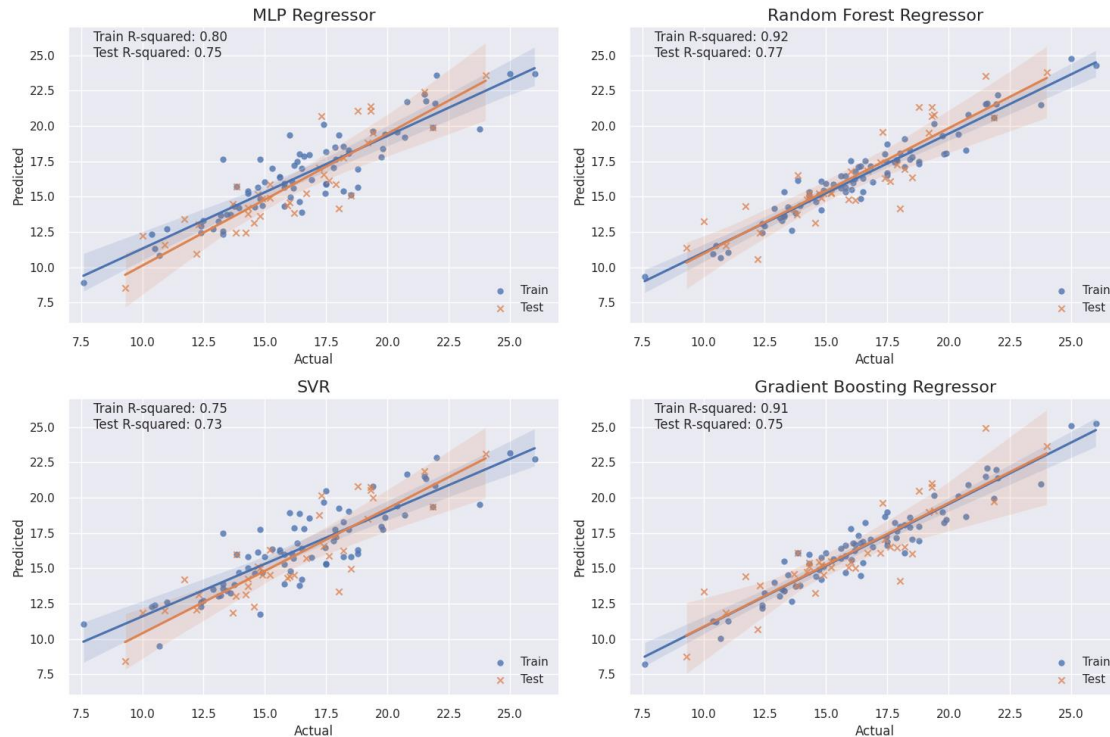 MLP Regressor
Train R-squared: 0.80
Test R-squared: 0.75
25.0
22.5
20.0
17.5
15.0
12.5
10.0
7.5
Predicted
Train
Test
7.5 10.0 12.5 15.0 17.5 20.0 22.5 25.0
Actual
Random Forest Regressor
Train R-squared: 0.92
Test R-squared: 0.77
25.0
22.5
20.0
17.5
15.0
12.5
10.0
7.5
Predicted
Train
Test
7.5 10.0 12.5 15.0 17.5 20.0 22.5 25.0
Actual
SVR
Train R-squared: 0.75
Test R-squared: 0.73
25.0
22.5
20.0
17.5
15.0
12.5
10.0
7.5
Predicted
Train
Test
7.5 10.0 12.5 15.0 17.5 20.0 22.5 25.0
Actual
Gradient Boosting Regressor
Train R-squared: 0.91
Test R-squared: 0.75
25.0
22.5
20.0
17.5
15.0
12.5
10.0
7.5
Predicted
Train
Test
7.5 10.0 12.5 15.0 17.5 20.0 22.5 25.0
Actual